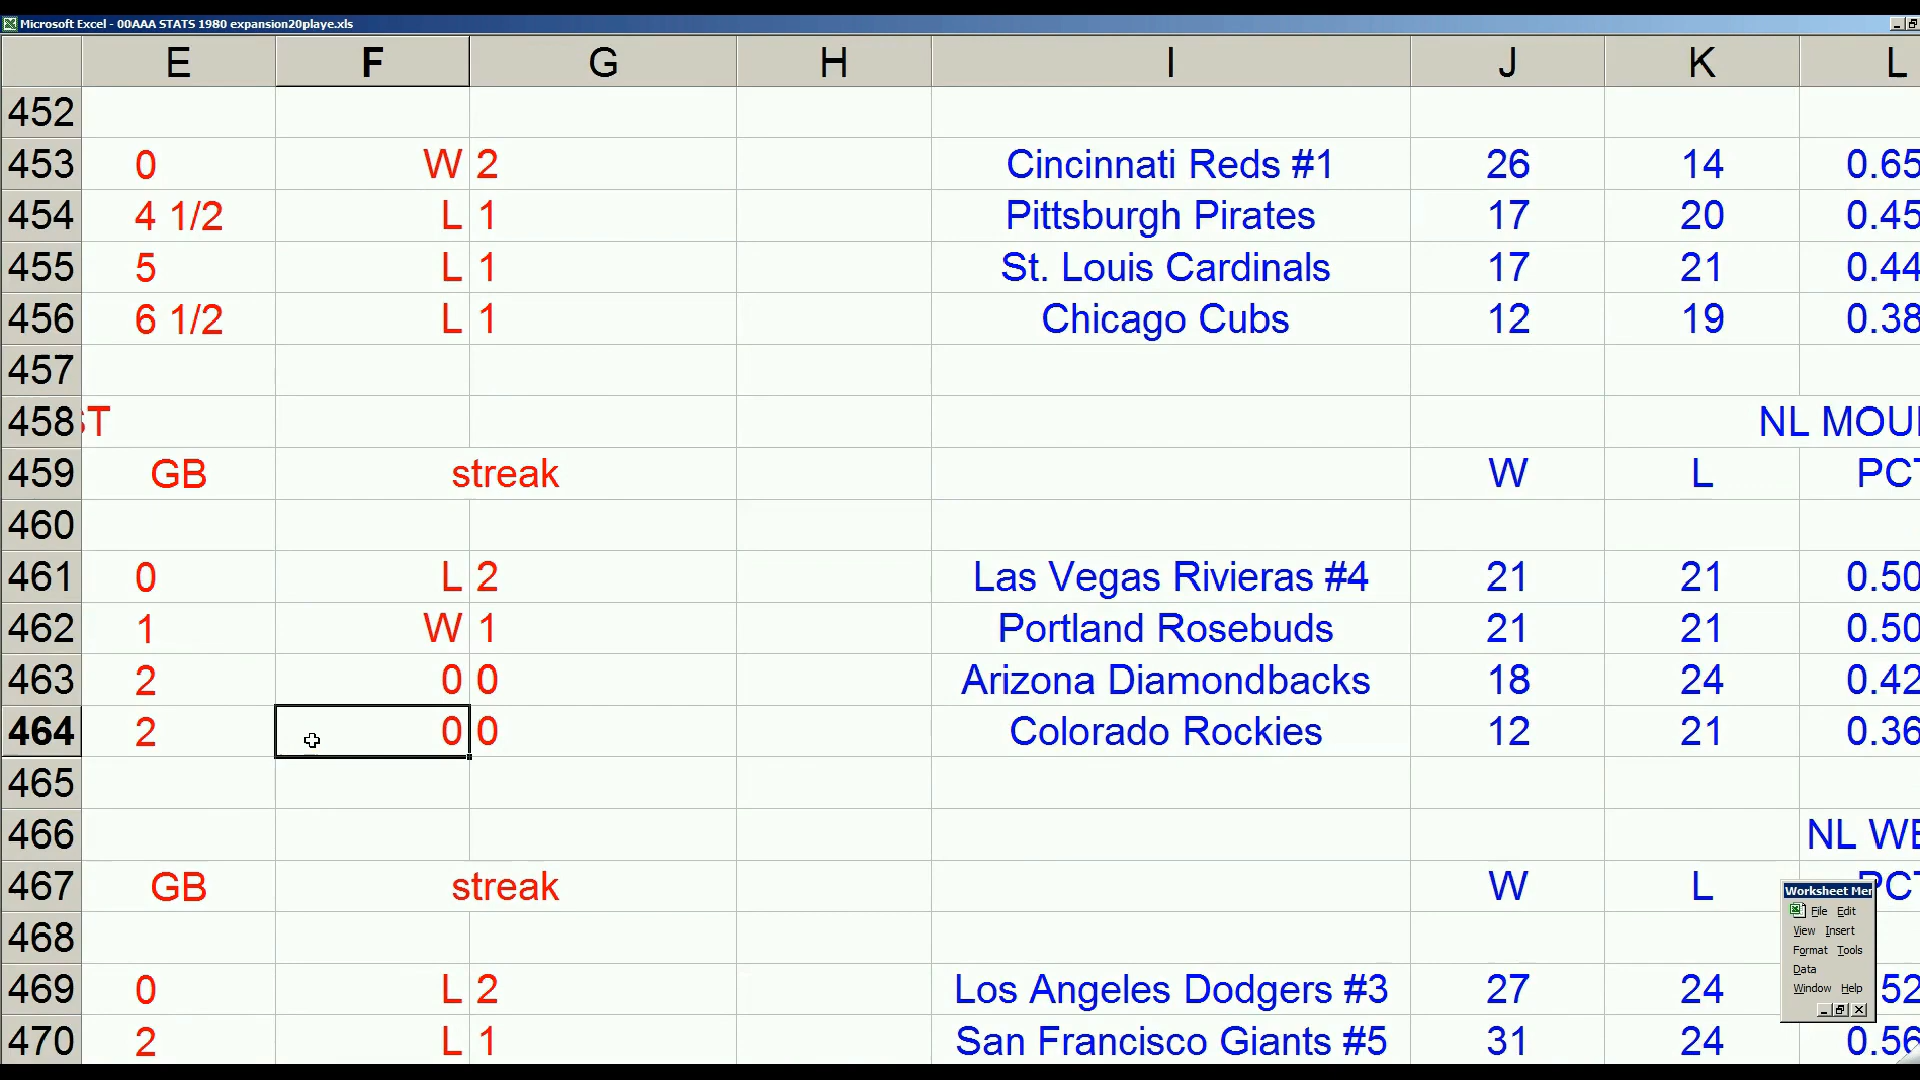 Microsoft Excel - 00AAA STATS 1980 expansion20playe.xls
E F G H I J K L
452
453 0 W 2 Cincinnati Reds #1 26 14 0.65
454 4 1/2 L 1 Pittsburgh Pirates 17 20 0.45
455 5 L 1 St. Louis Cardinals 17 21 0.44
456 6 1/2 L 1 Chicago Cubs 12 19 0.38
457
458 ST NL MOU
459 GB streak W L PCT
460
461 0 L 2 Las Vegas Rivieras #4 21 21 0.50
462 1 W 1 Portland Rosebuds 21 21 0.50
463 2 0 0 Arizona Diamondbacks 18 24 0.42
464 2 0 0 Colorado Rockies 12 21 0.36
465
466 NL WE
467 GB streak W L PCT
468
469 0 L 2 Los Angeles Dodgers #3 27 24 52
470 2 L 1 San Francisco Giants #5 31 24 0.56
Worksheet Mer
File Edit
View Insert
Format Tools
Data
Window Help